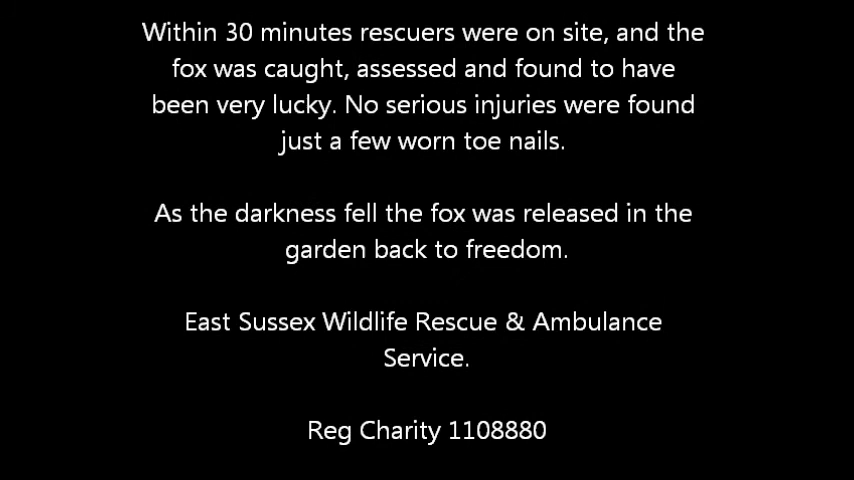 Within 30 minutes rescuers were on site, and the
fox was caught, assessed and found to have
been very lucky. No serious injuries were found
just a few worn toe nails.
As the darkness fell the fox was released in the
garden back to freedom.
East Sussex Wildlife Rescue & Ambulance
Service.
Reg Charity 1108880